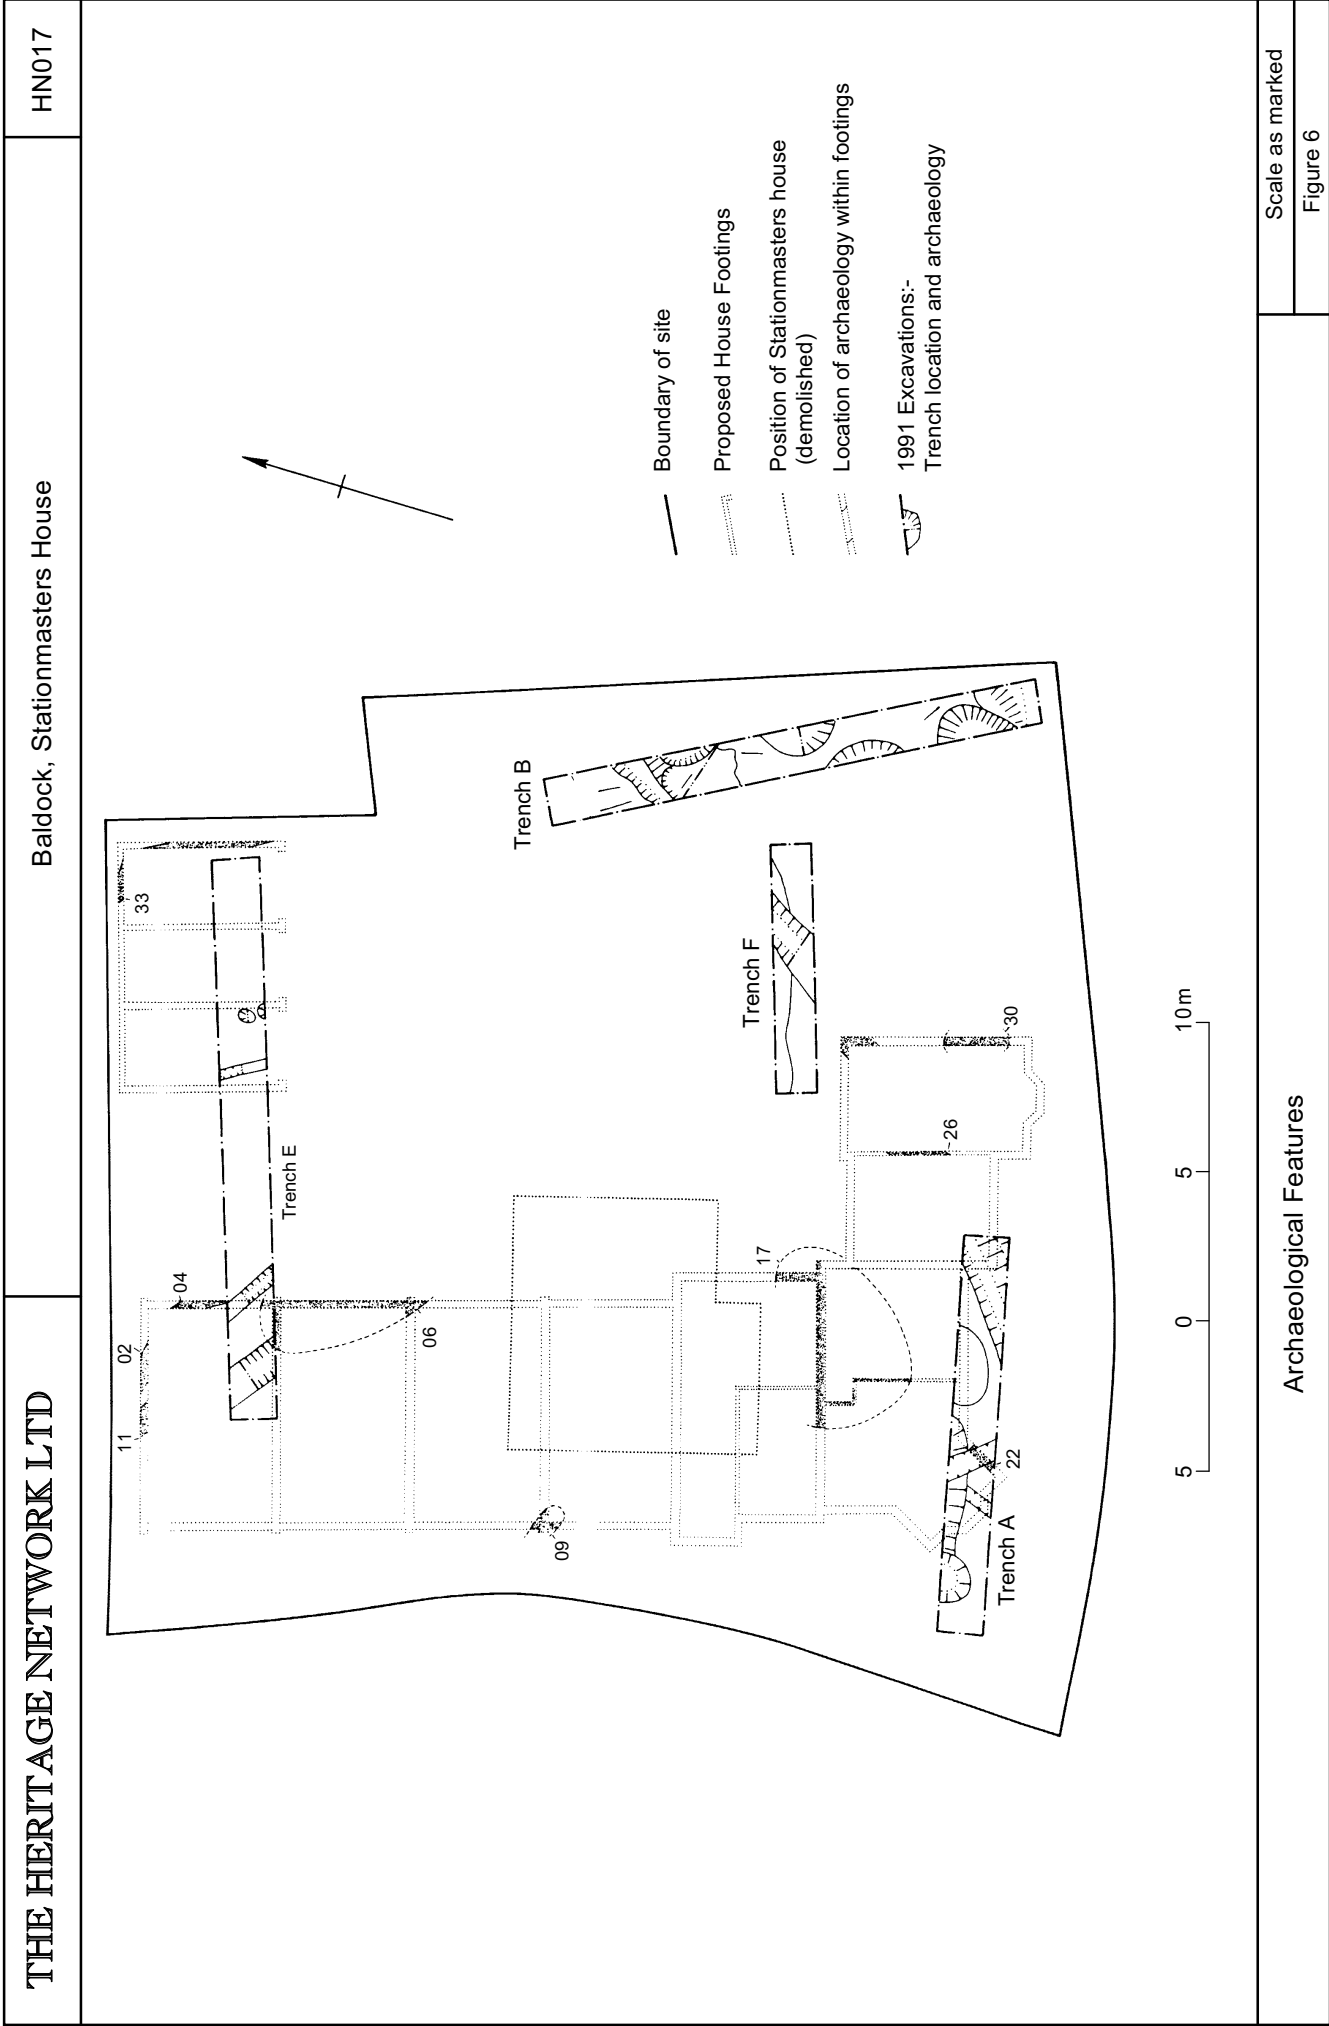 THE HERITAGE NETWORK LTD
Baldock, Stationmasters House
HN017
11
02
04
33
Trench E
06
09
Trench B
Trench F
17
26
30
22
Trench A
Boundary of site
Proposed House Footings
Position of Stationmasters house
(demolished)
Location of archaeology within footings
1991 Excavations:-
Trench location and archaeology
5
0
5
10m
Archaeological Features
Scale as marked
Figure 6